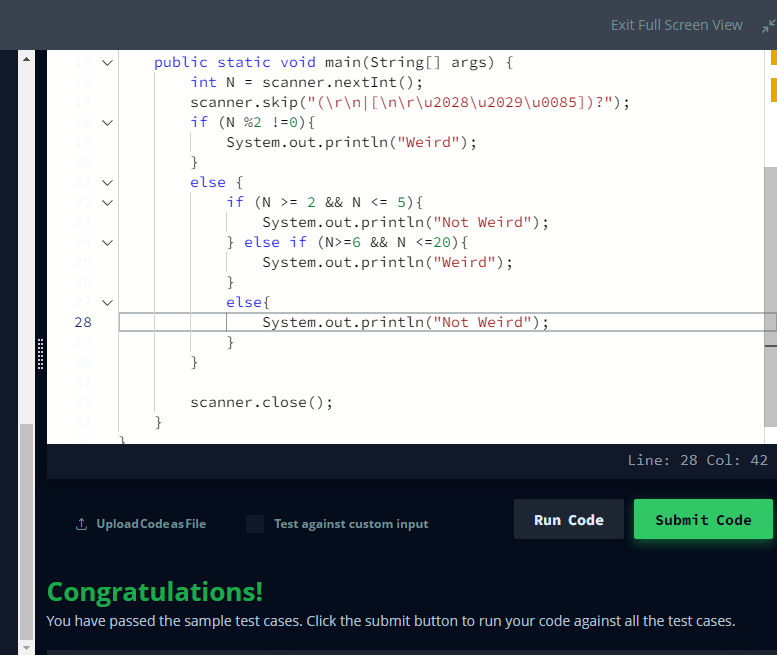 Exit Full Screen View
15 public static void main(String[] args) {
16 int N = scanner.nextInt();
17 scanner.skip("(\r\n|[\n\r\u2028\u2029\u0085])?");
18 if (N %2 !=0){
19 System.out.println("Weird");
20 }
21 else {
22 if (N >= 2 && N <= 5){
23 System.out.println("Not Weird");
24 } else if (N>=6 && N <=20){
25 System.out.println("Weird");
26 }
27 else{
28 System.out.println("Not Weird");
29 }
30 }
31
32 scanner.close();
33 }
34 }
Line: 28 Col: 42
Upload Code as File
Test against custom input
Run Code
Submit Code
Congratulations!
You have passed the sample test cases. Click the submit button to run your code against all the test cases.